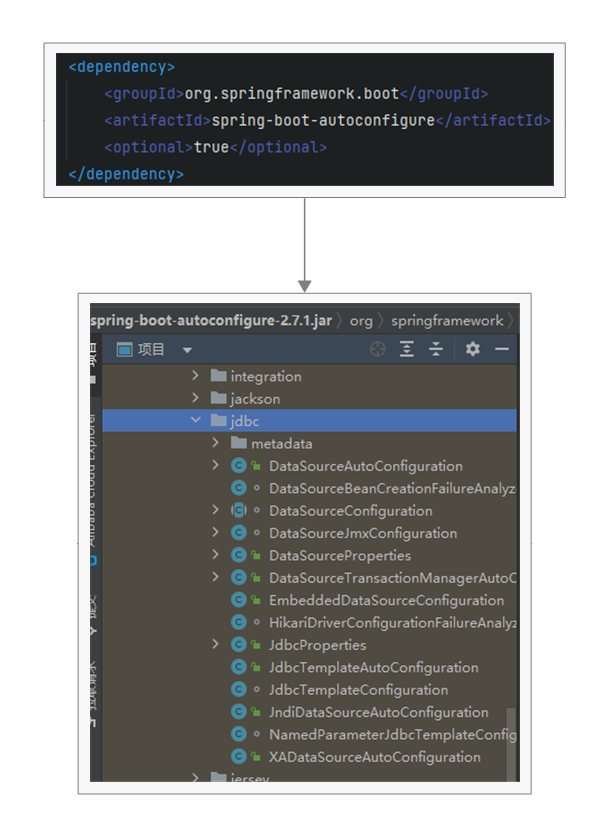 <dependency>
<groupId>org.springframework.boot</groupId>
<artifactId>spring-boot-autoconfigure</artifactId>
<optional>true</optional>
</dependency>
spring-boot-autoconfigure-2.7.1.jar 〉 org 〉 springframework 〉
项目
integration
jackson
jdbc
metadata
DataSourceAutoConfiguration
DataSourceBeanCreationFailureAnalyz
DataSourceConfiguration
DataSourceJmxConfiguration
DataSourceProperties
DataSourceTransactionManagerAutoC
EmbeddedDataSourceConfiguration
HikariDriverConfigurationFailureAnalyz
JdbcProperties
JdbcTemplateAutoConfiguration
JdbcTemplateConfiguration
JndiDataSourceAutoConfiguration
NamedParameterJdbcTemplateConfig
XADataSourceAutoConfiguration
jersey
Alibaba Cloud Explorer